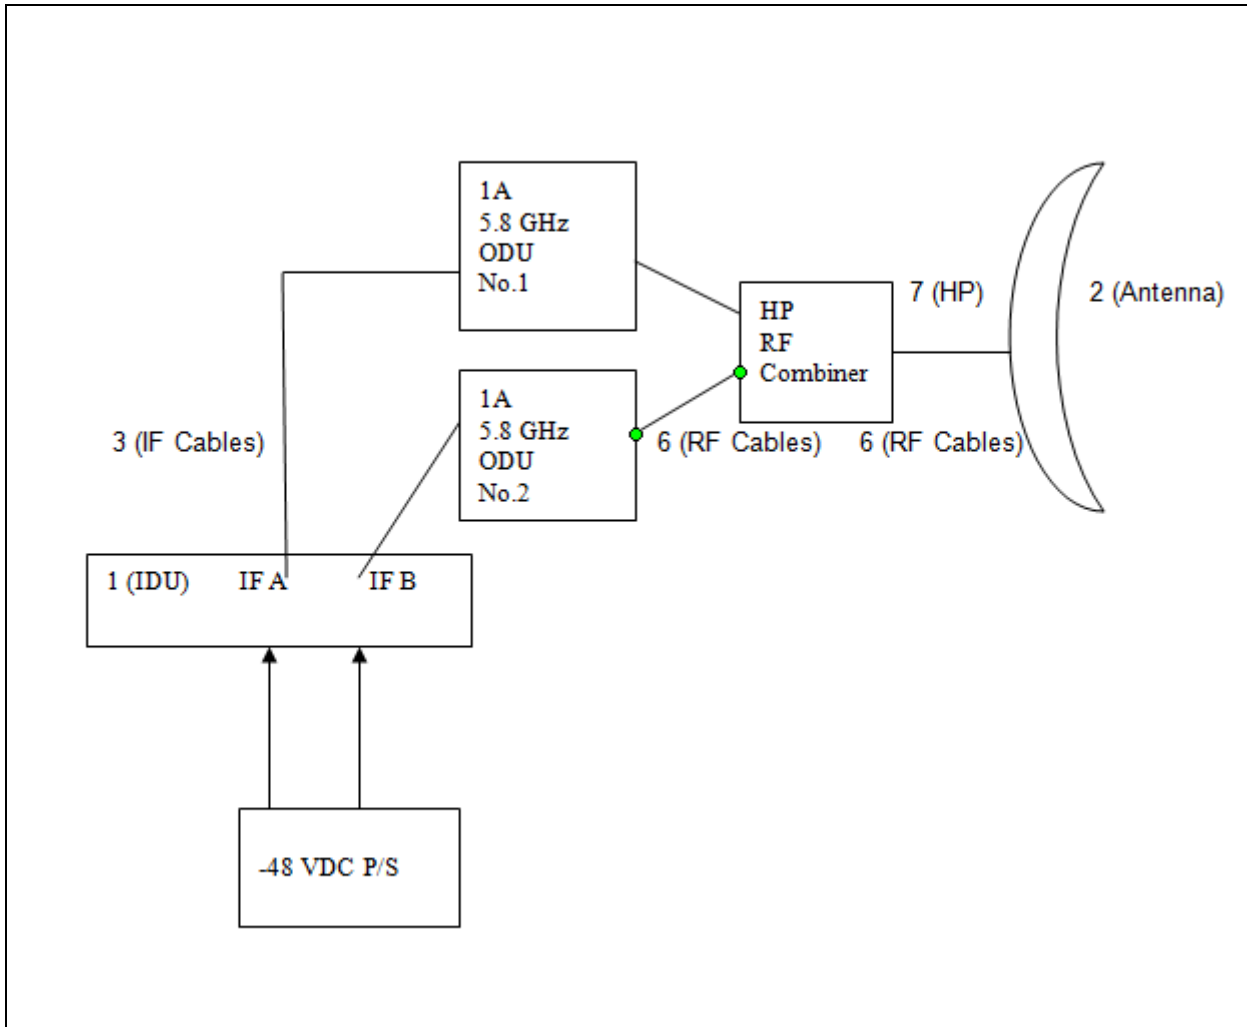 1A
5.8 GHz
ODU
No.1
HP
RF
Combiner
7 (HP)
2 (Antenna)
1A
5.8 GHz
ODU
No.2
3 (IF Cables)
6 (RF Cables)
6 (RF Cables)
1 (IDU) IF A IF B
-48 VDC P/S